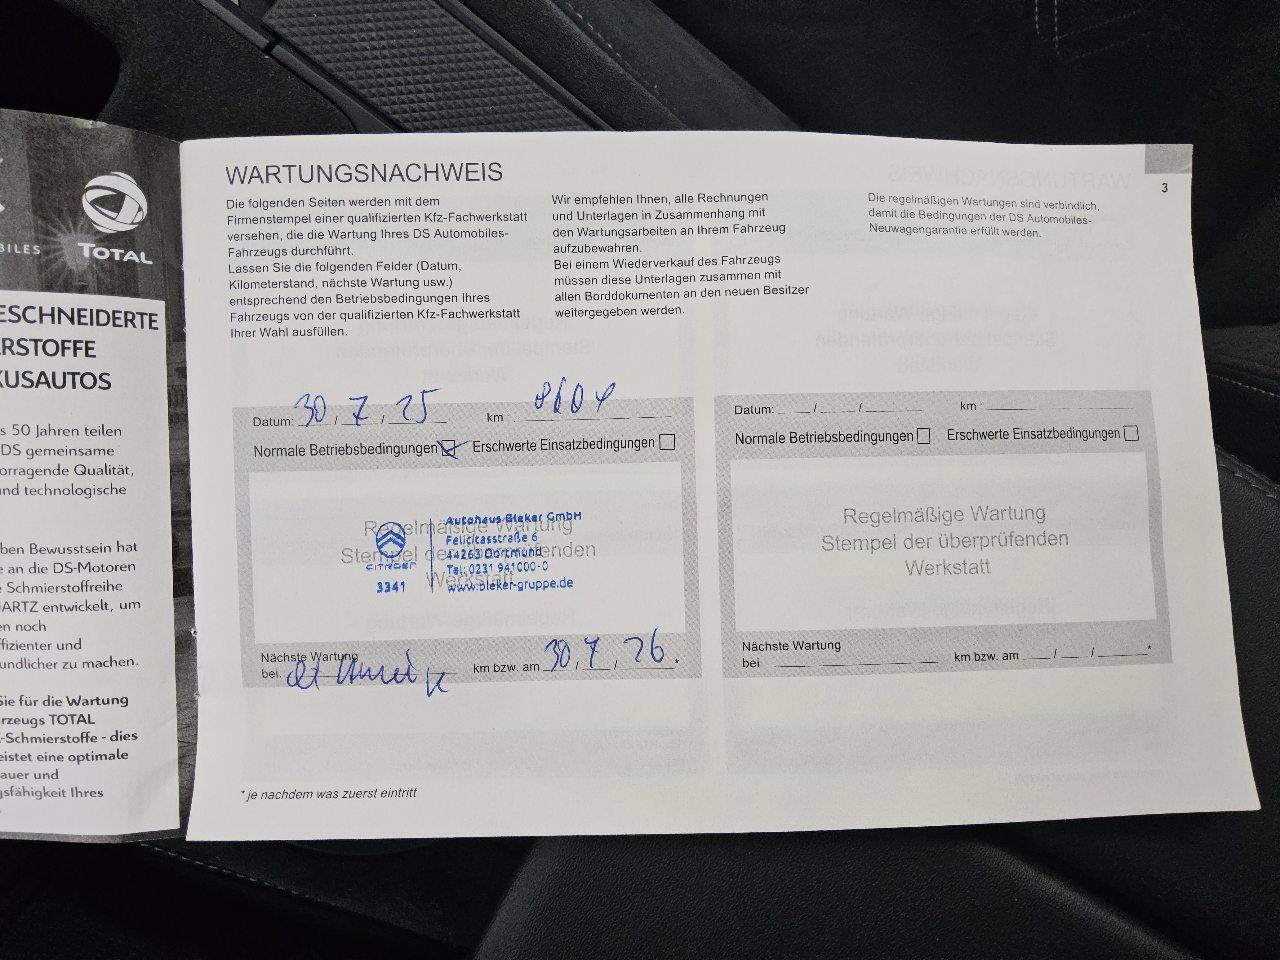 BILES
TOTAL
ESCHNEIDERTE
RSTOFFE
KUSAUTOS
s 50 Jahren teilen
DS gemeinsame
orragende Qualität,
nd technologische
ben Bewusstsein hat
e an die DS-Motoren
Schmierstoffreihe
ARTZ entwickelt, um
en noch
fizienter und
undlicher zu machen.
Sie für die Wartung
rzeugs TOTAL
-Schmierstoffe - dies
eistet eine optimale
auer und
gsfähigkeit Ihres
3
WARTUNGSNACHWEIS
Die folgenden Seiten werden mit dem
Firmenstempel einer qualifizierten Kfz-Fachwerkstatt
versehen, die die Wartung Ihres DS Automobiles-
Fahrzeugs durchführt.
Lassen Sie die folgenden Felder (Datum,
Kilometerstand, nächste Wartung usw.)
entsprechend den Betriebsbedingungen Ihres
Fahrzeugs von der qualifizierten Kfz-Fachwerkstatt
Ihrer Wahl ausfüllen.
Wir empfehlen Ihnen, alle Rechnungen
und Unterlagen in Zusammenhang mit
den Wartungsarbeiten an Ihrem Fahrzeug
aufzubewahren.
Bei einem Wiederverkauf des Fahrzeugs
müssen diese Unterlagen zusammen mit
allen Borddokumenten an den neuen Besitzer
weitergegeben werden.
Die regelmäßigen Wartungen sind verbindlich,
damit die Bedingungen der DS Automobiles-
Neuwagengarantie erfüllt werden.
Datum: 30 / 7 / 25 km :
Normale Betriebsbedingungen Erschwerte Einsatzbedingungen
Regelmäßige Wartung
Stempel der überprüfenden
Werkstatt
CITROËN
3341
Autohaus Bleker GmbH
Felicitasstraße 6
44263 Dortmund
Tel. 0231 941000-0
www.bleker-gruppe.de
Nächste Wartung
bei: km bzw. am 30 / 7 / 26 *
Datum: / / km :
Normale Betriebsbedingungen Erschwerte Einsatzbedingungen
Regelmäßige Wartung
Stempel der überprüfenden
Werkstatt
Nächste Wartung
bei: km bzw. am / / *
* je nachdem was zuerst eintritt